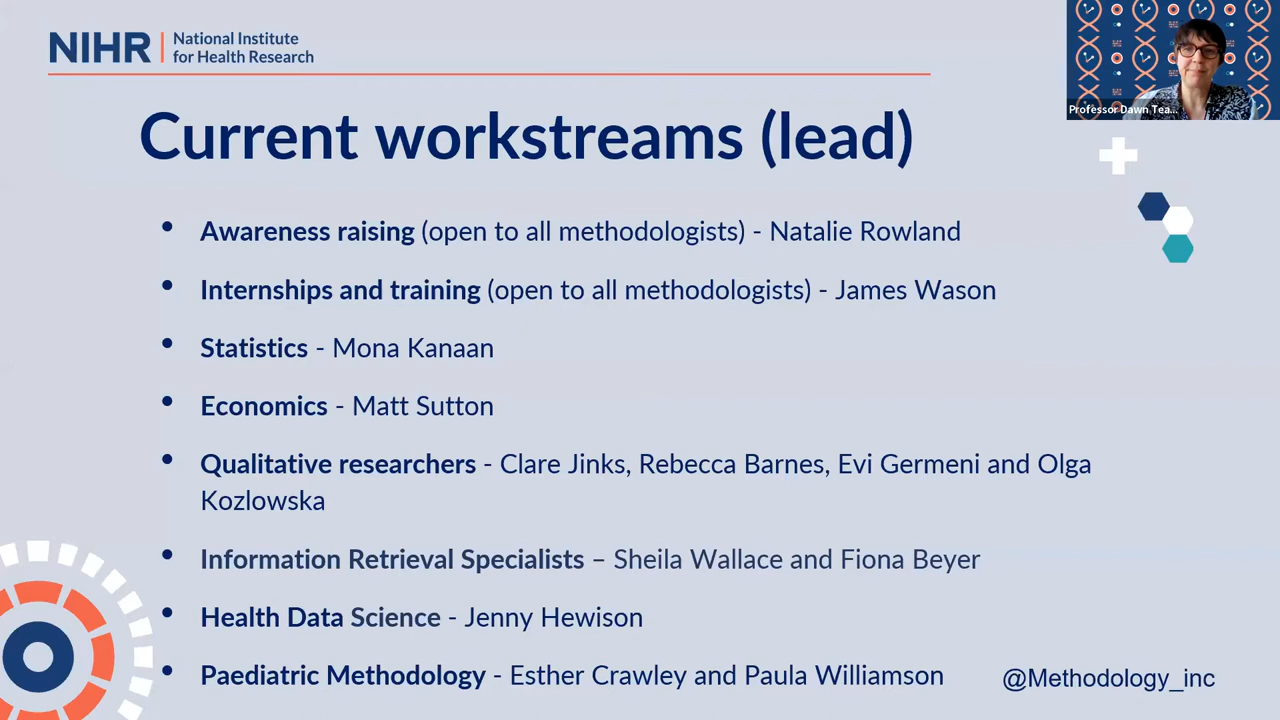 NIHR | National Institute
for Health Research
Professor Dawn Tea...
Current workstreams (lead)
• Awareness raising (open to all methodologists) - Natalie Rowland
• Internships and training (open to all methodologists) - James Wason
• Statistics - Mona Kanaan
• Economics - Matt Sutton
• Qualitative researchers - Clare Jinks, Rebecca Barnes, Evi Germeni and Olga
Kozlowska
• Information Retrieval Specialists – Sheila Wallace and Fiona Beyer
• Health Data Science - Jenny Hewison
• Paediatric Methodology - Esther Crawley and Paula Williamson
@Methodology_inc